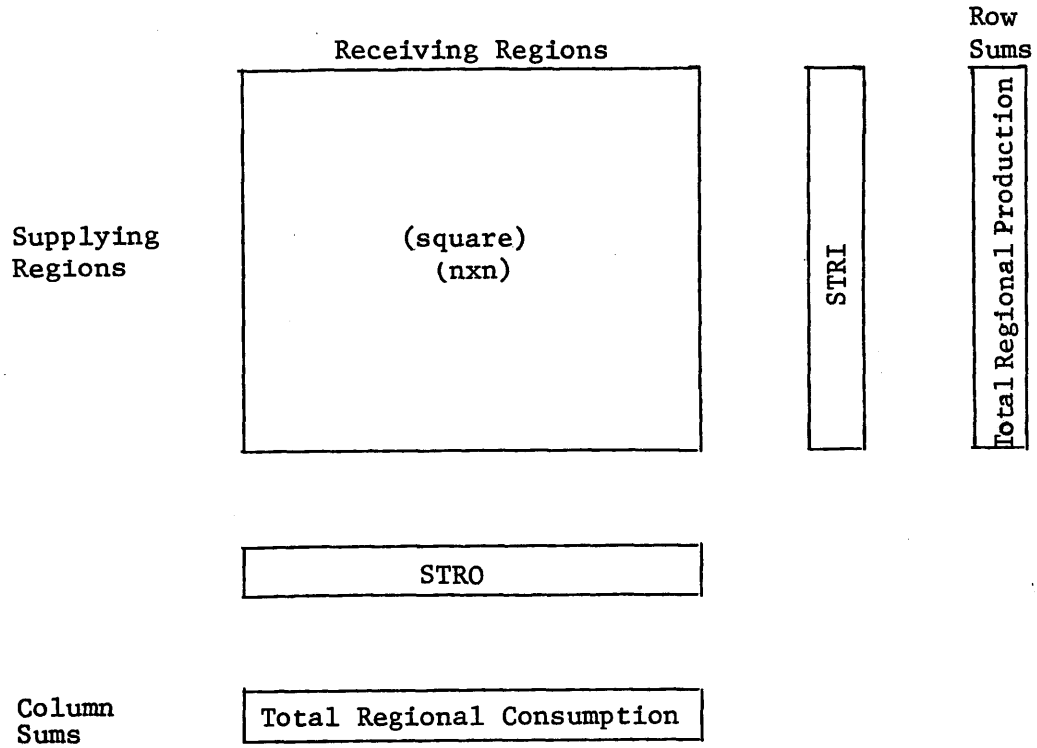 Row
Sums
Receiving Regions
Supplying
Regions
(square)
(nxn)
STRI
Total Regional Production
STRO
Column
Sums
Total Regional Consumption